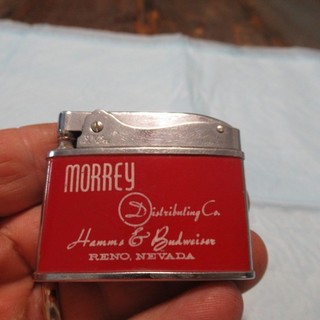 MORREY
Distributing Co.
Hamms & Budweiser
RENO, NEVADA